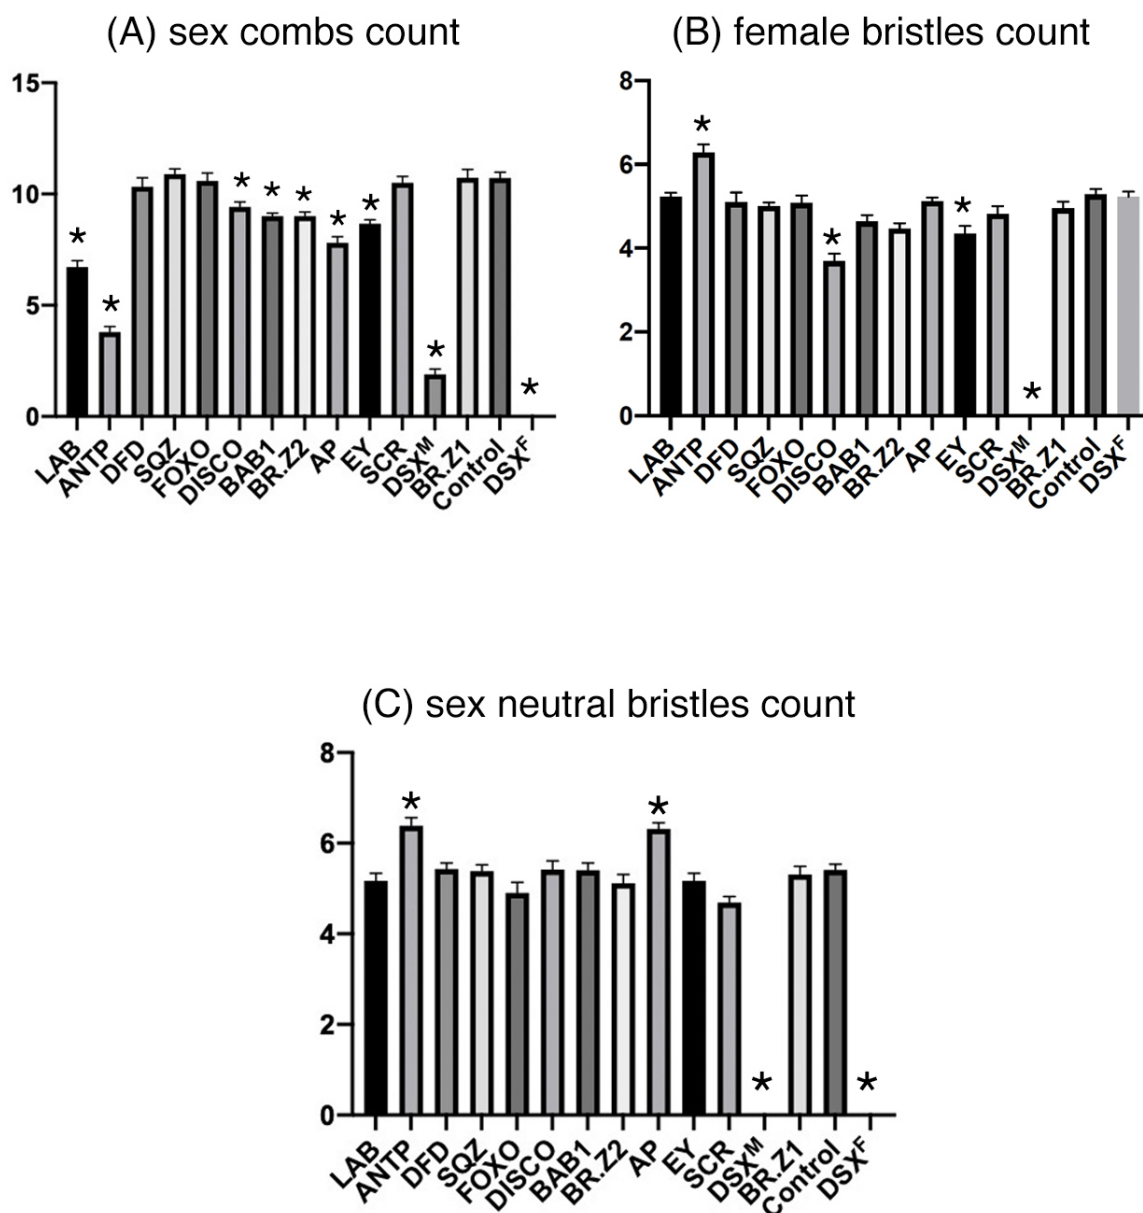 (A) sex combs count
15
10
5
0
* * * * * * * * *
LAB ANTP DFD SQZ FOXO DISCO BAB1 BR.Z2 AP EY SCR DSXᴹ BR.Z1 Control DSXF
(B) female bristles count
8
6
4
2
0
* * * *
LAB ANTP DFD SQZ FOXO DISCO BAB1 BR.Z2 AP EY SCR DSXᴹ BR.Z1 Control DSXF
(C) sex neutral bristles count
8
6
4
2
0
* * * *
LAB ANTP DFD SQZ FOXO DISCO BAB1 BR.Z2 AP EY SCR DSXᴹ BR.Z1 Control DSXF